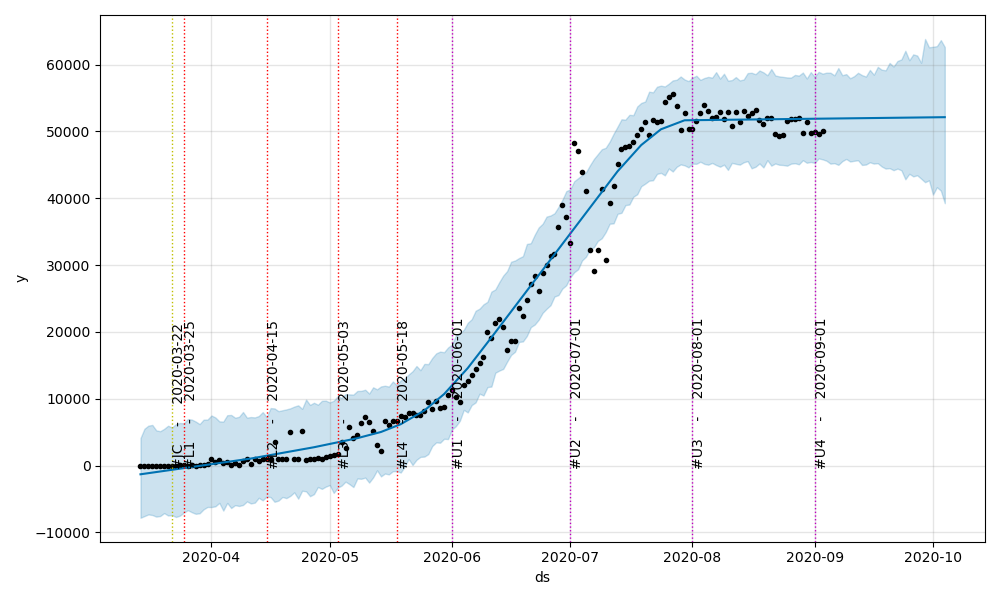 60000
50000
40000
30000
20000
10000
0
−10000
y
#JC - 2020-03-22
#L1 - 2020-03-25
#L2 - 2020-04-15
#L3 - 2020-05-03
#L4 - 2020-05-18
#U1 - 2020-06-01
#U2 - 2020-07-01
#U3 - 2020-08-01
#U4 - 2020-09-01
2020-04
2020-05
2020-06
2020-07
2020-08
2020-09
2020-10
ds